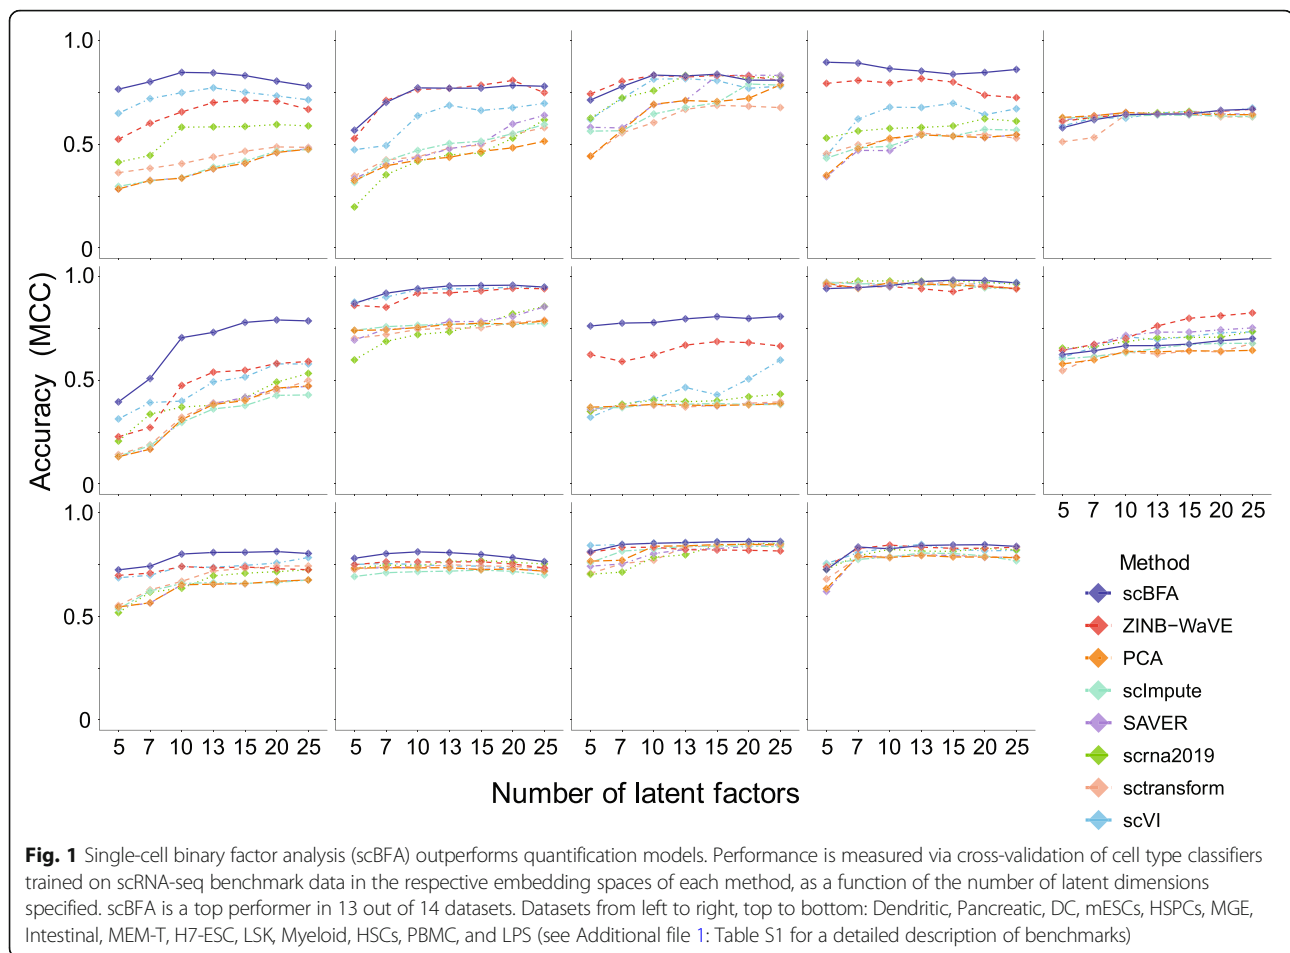 1.0
0.5
0
Accuracy (MCC)
1.0
0.5
0
5 7 10 13 15 20 25
1.0
0.5
0
5 7 10 13 15 20 25
5 7 10 13 15 20 25
5 7 10 13 15 20 25
5 7 10 13 15 20 25
Number of latent factors
Method
scBFA
ZINB−WaVE
PCA
scImpute
SAVER
scrna2019
sctransform
scVI
Fig. 1 Single-cell binary factor analysis (scBFA) outperforms quantification models. Performance is measured via cross-validation of cell type classifiers
trained on scRNA-seq benchmark data in the respective embedding spaces of each method, as a function of the number of latent dimensions
specified. scBFA is a top performer in 13 out of 14 datasets. Datasets from left to right, top to bottom: Dendritic, Pancreatic, DC, mESCs, HSPCs, MGE,
Intestinal, MEM-T, H7-ESC, LSK, Myeloid, HSCs, PBMC, and LPS (see Additional file 1: Table S1 for a detailed description of benchmarks)